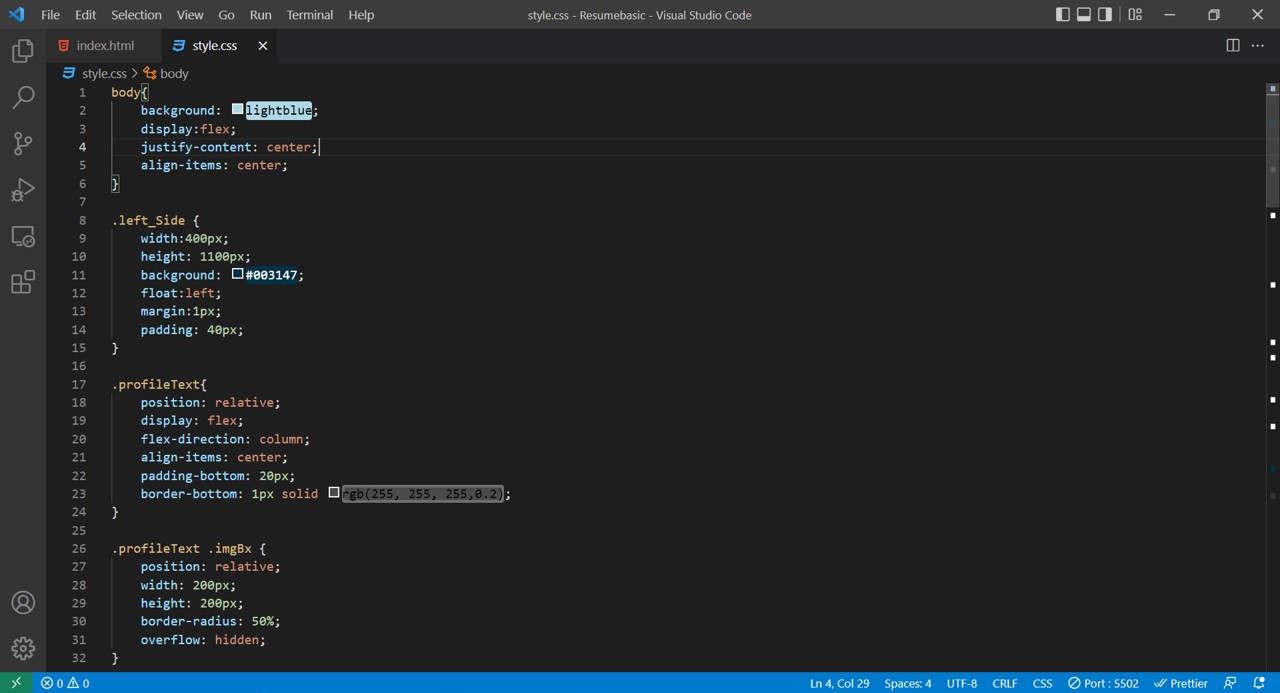 File Edit Selection View Go Run Terminal Help style.css - Resumebasic - Visual Studio Code
index.html style.css
style.css > body
1 body{
2 background: lightblue;
3 display:flex;
4 justify-content: center;
5 align-items: center;
6 }
7
8 .left_Side {
9 width:400px;
10 height: 1100px;
11 background: #003147;
12 float:left;
13 margin:1px;
14 padding: 40px;
15 }
16
17 .profileText{
18 position: relative;
19 display: flex;
20 flex-direction: column;
21 align-items: center;
22 padding-bottom: 20px;
23 border-bottom: 1px solid rgb(255, 255, 255,0.2);
24 }
25
26 .profileText .imgBx {
27 position: relative;
28 width: 200px;
29 height: 200px;
30 border-radius: 50%;
31 overflow: hidden;
32 }
0 0 Ln 4, Col 29 Spaces: 4 UTF-8 CRLF CSS Port : 5502 Prettier